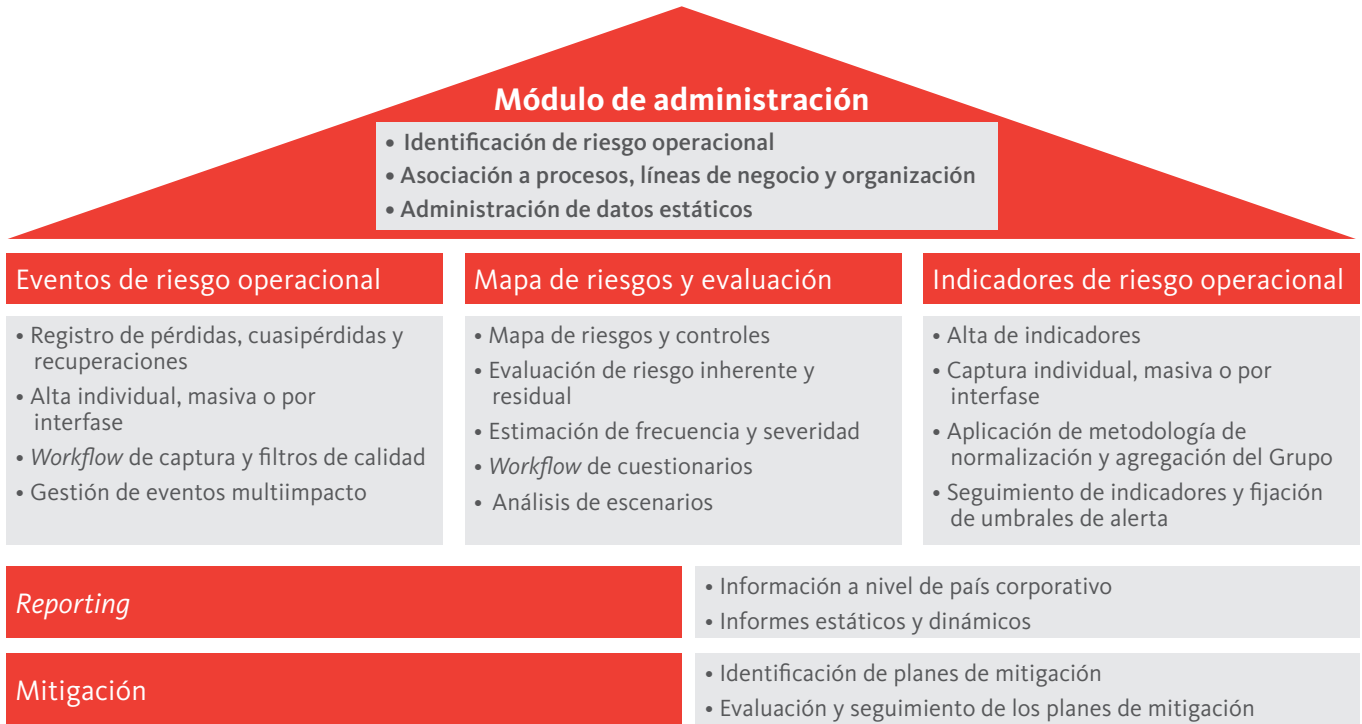 Módulo de administración
• Identificación de riesgo operacional
• Asociación a procesos, líneas de negocio y organización
• Administración de datos estáticos
Eventos de riesgo operacional
• Registro de pérdidas, cuasipérdidas y
recuperaciones
• Alta individual, masiva o por
interfase
• Workflow de captura y filtros de calidad
• Gestión de eventos multiimpacto
Mapa de riesgos y evaluación
• Mapa de riesgos y controles
• Evaluación de riesgo inherente y
residual
• Estimación de frecuencia y severidad
• Workflow de cuestionarios
• Análisis de escenarios
Indicadores de riesgo operacional
• Alta de indicadores
• Captura individual, masiva o por
interfase
• Aplicación de metodología de
normalización y agregación del Grupo
• Seguimiento de indicadores y fijación
de umbrales de alerta
Reporting
• Información a nivel de país corporativo
• Informes estáticos y dinámicos
Mitigación
• Identificación de planes de mitigación
• Evaluación y seguimiento de los planes de mitigación